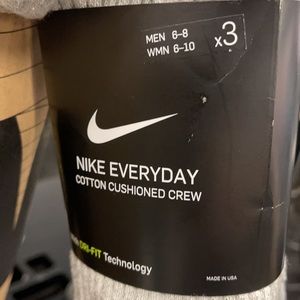 MEN 6-8
WMN 6-10
x3
NIKE EVERYDAY
COTTON CUSHIONED CREW
DRI-FIT Technology
MADE IN USA